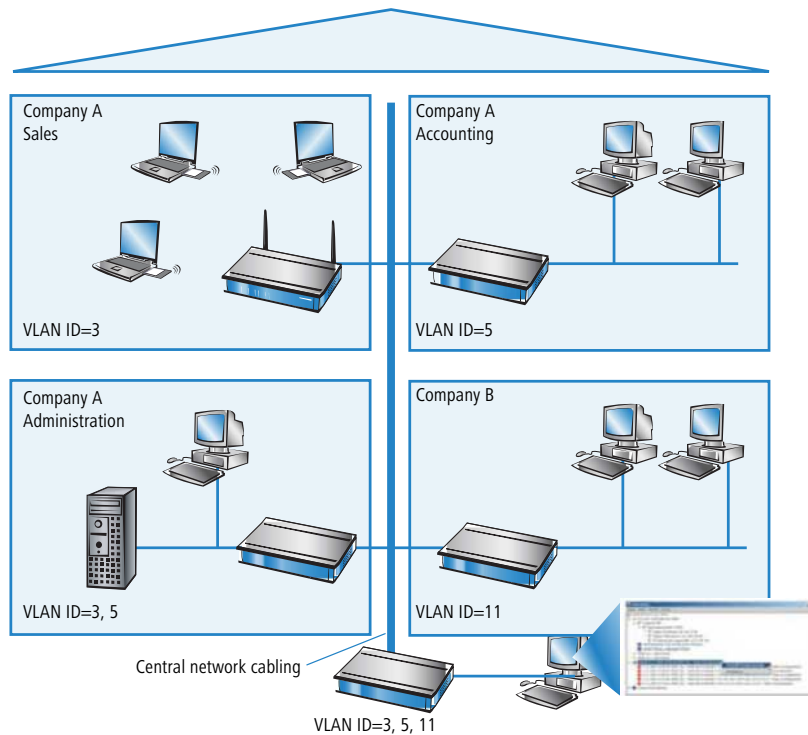 Company A
Sales
VLAN ID=3
Company A
Accounting
VLAN ID=5
Company A
Administration
VLAN ID=3, 5
Company B
VLAN ID=11
Central network cabling
VLAN ID=3, 5, 11